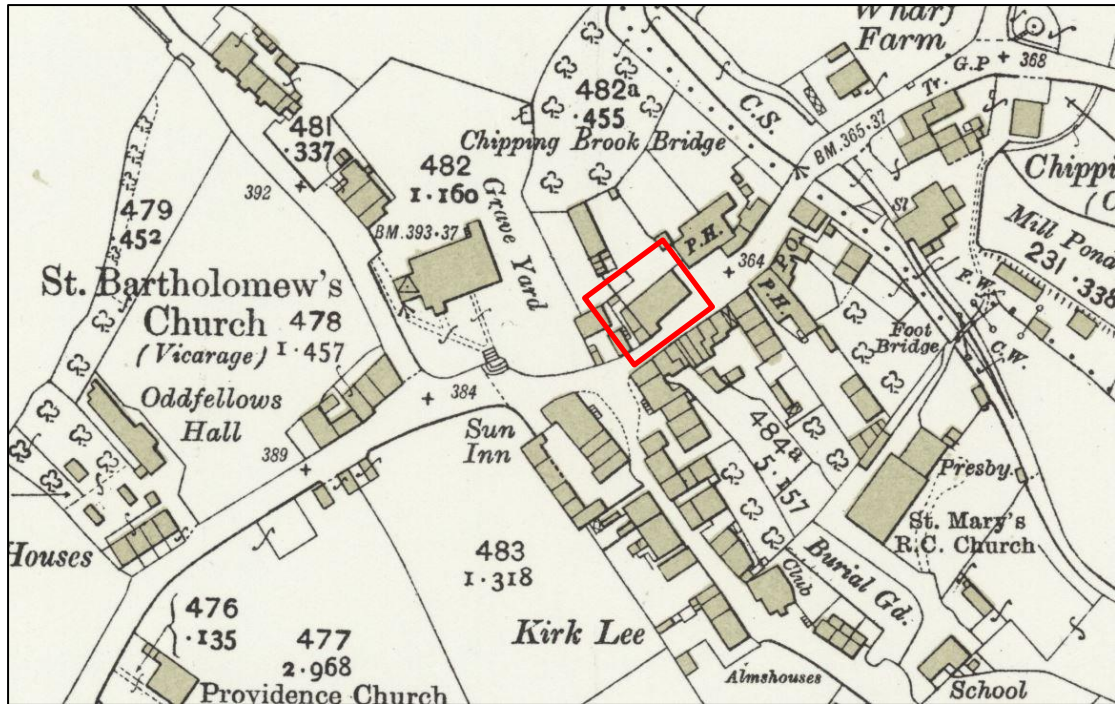 Wharf
Farm
G.P
368
482a
.455
C.S.
Tr.
B.M.365.37
481
.337
Chipping Brook Bridge
482
1.160
Grave Yard
Chippi
(C
392
479
452
B.M.393.37
P.H.
Sl
Mill Pond
231
.338
364
P.O.
P.H.
F.W.
St. Bartholomew's
Church
(Vicarage)
478
1.457
Foot
Bridge
C.W.
Oddfellows
Hall
384
389
Sun
Inn
484a
5.157
Presby.
St. Mary's
R.C. Church
Houses
483
1.318
Club
Burial Gd.
476
.135
477
2.968
Kirk Lee
Almshouses
Providence Church
School